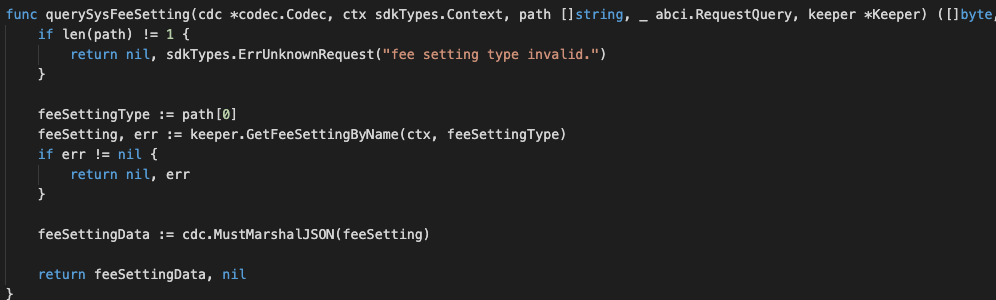 func querySysFeeSetting(cdc *codec.Codec, ctx sdkTypes.Context, path []string, _ abci.RequestQuery, keeper *Keeper) ([]byte,
    if len(path) != 1 {
        return nil, sdkTypes.ErrUnknownRequest("fee setting type invalid.")
    }

    feeSettingType := path[0]
    feeSetting, err := keeper.GetFeeSettingByName(ctx, feeSettingType)
    if err != nil {
        return nil, err
    }

    feeSettingData := cdc.MustMarshalJSON(feeSetting)

    return feeSettingData, nil
}